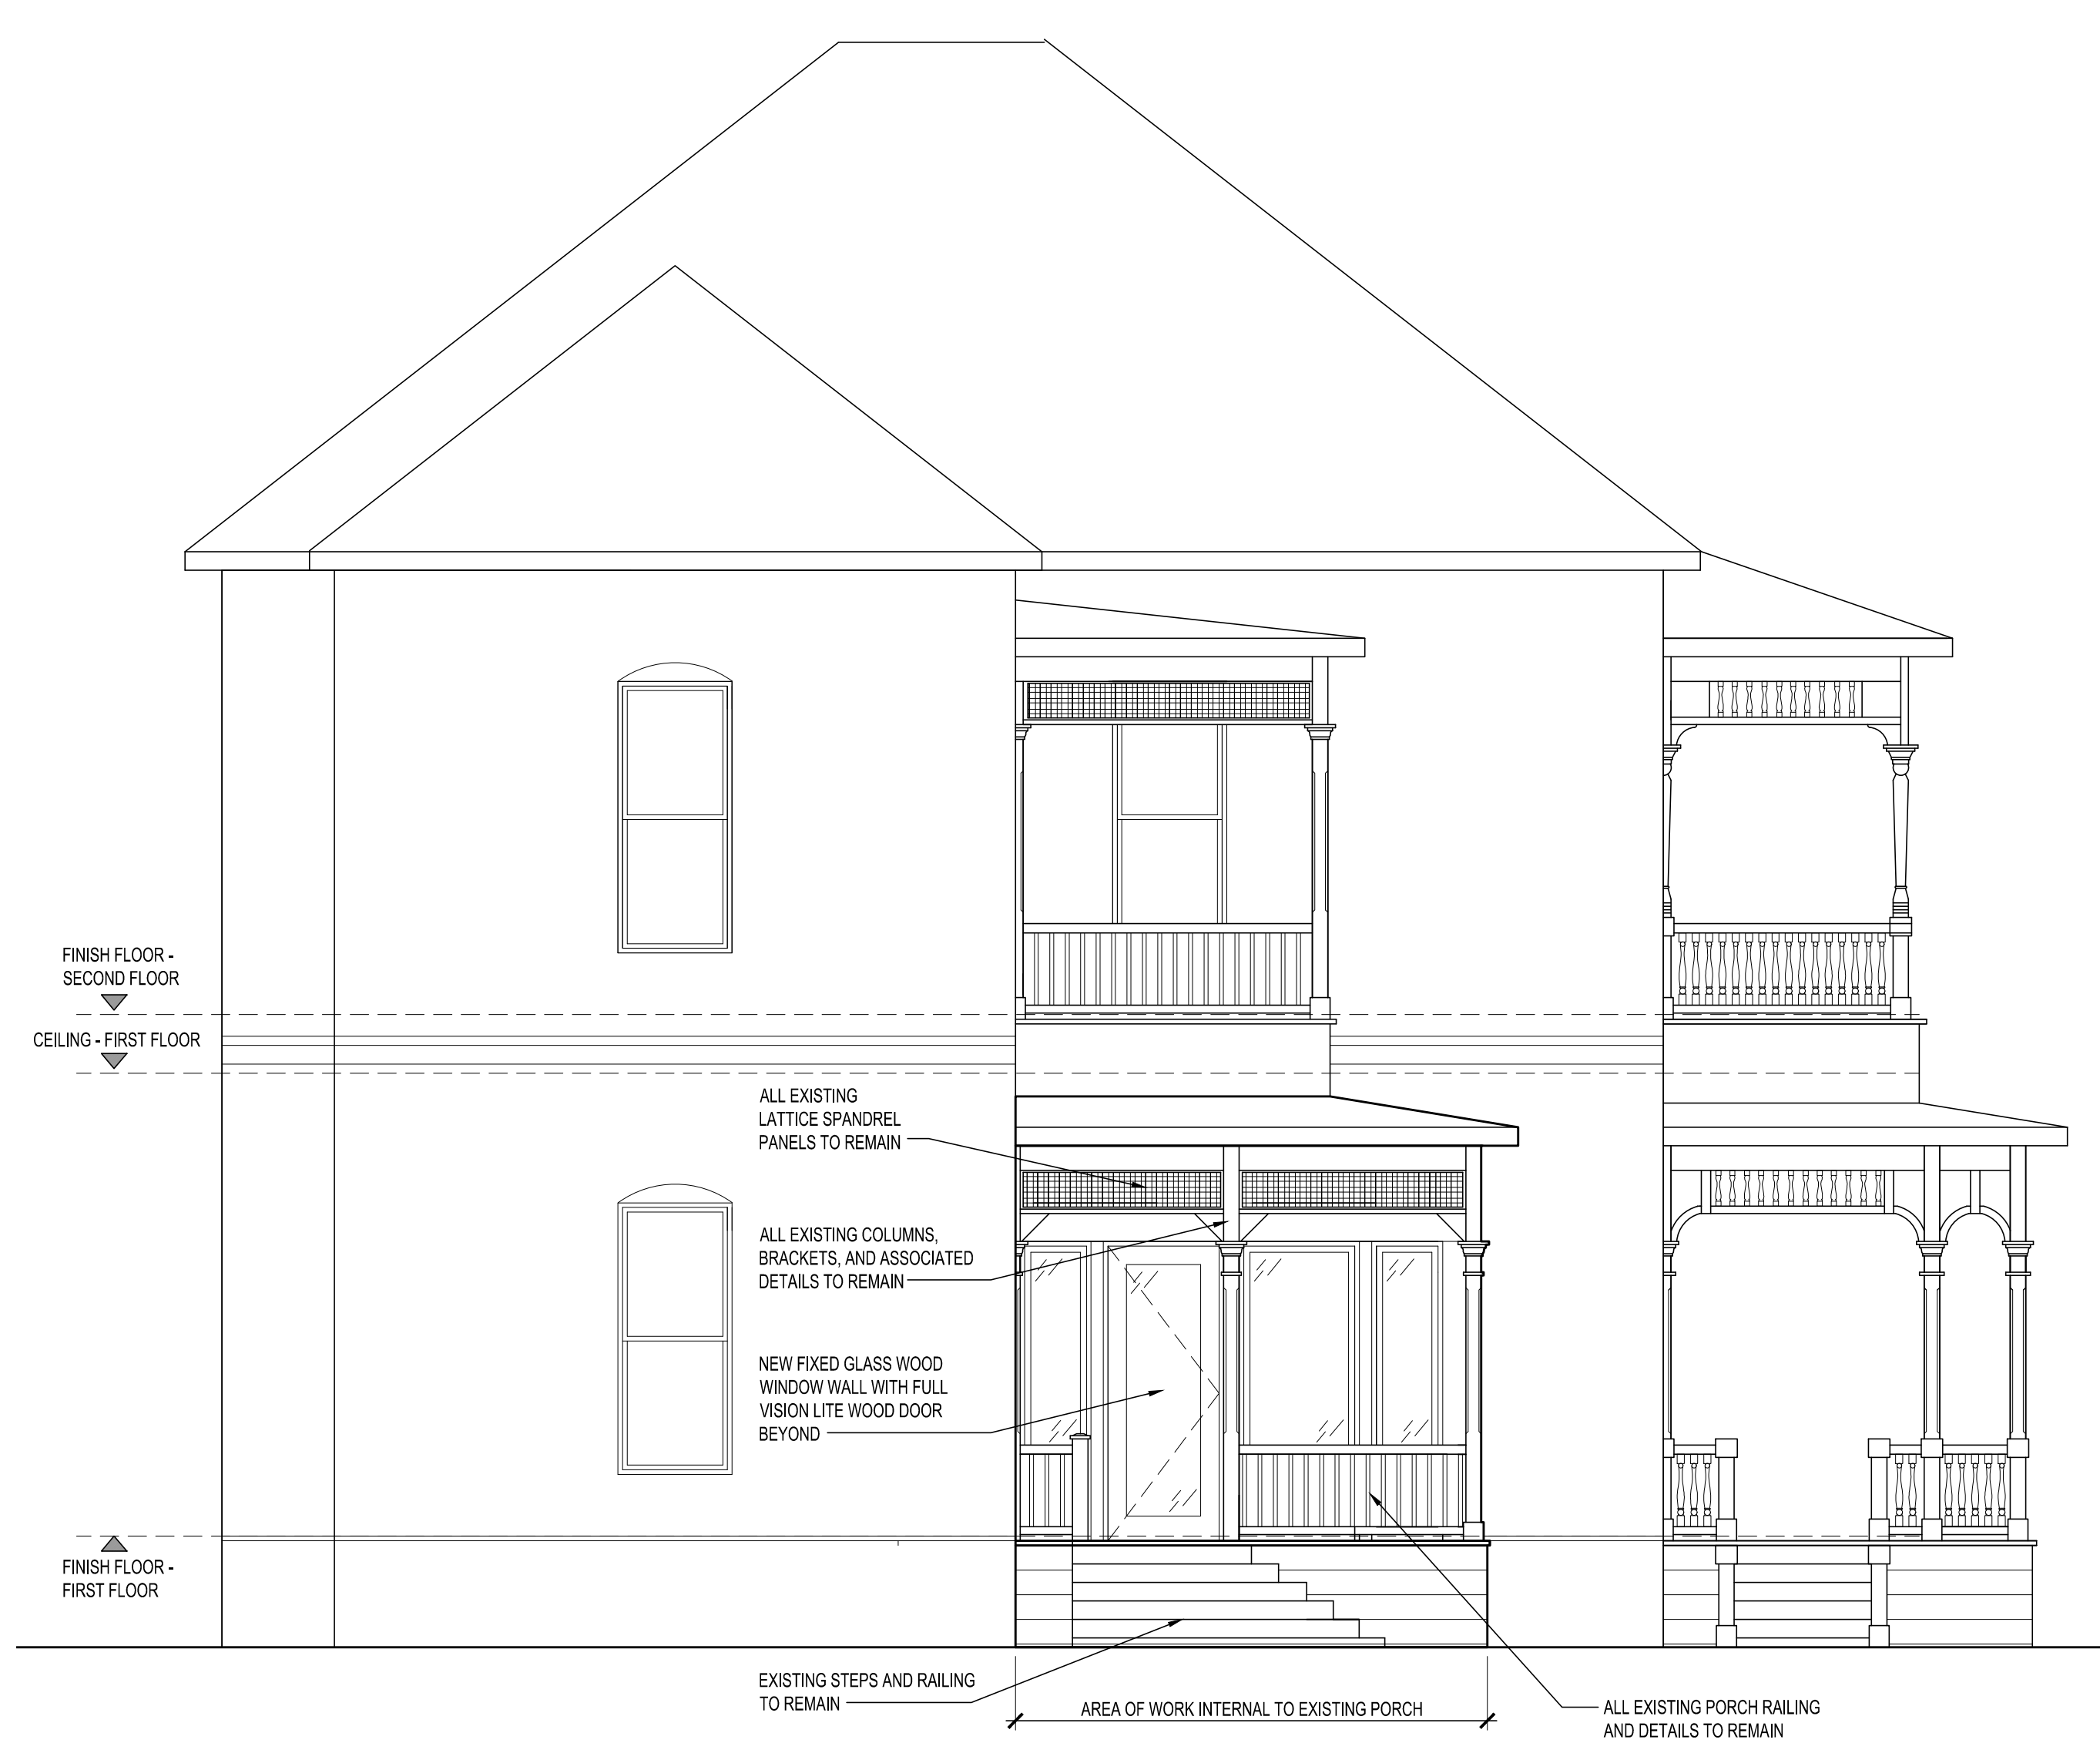 FINISH FLOOR -
SECOND FLOOR
CEILING - FIRST FLOOR
ALL EXISTING
LATTICE SPANDREL
PANELS TO REMAIN
ALL EXISTING COLUMNS,
BRACKETS, AND ASSOCIATED
DETAILS TO REMAIN
NEW FIXED GLASS WOOD
WINDOW WALL WITH FULL
VISION LITE WOOD DOOR
BEYOND
FINISH FLOOR -
FIRST FLOOR
EXISTING STEPS AND RAILING
TO REMAIN
AREA OF WORK INTERNAL TO EXISTING PORCH
ALL EXISTING PORCH RAILING
AND DETAILS TO REMAIN